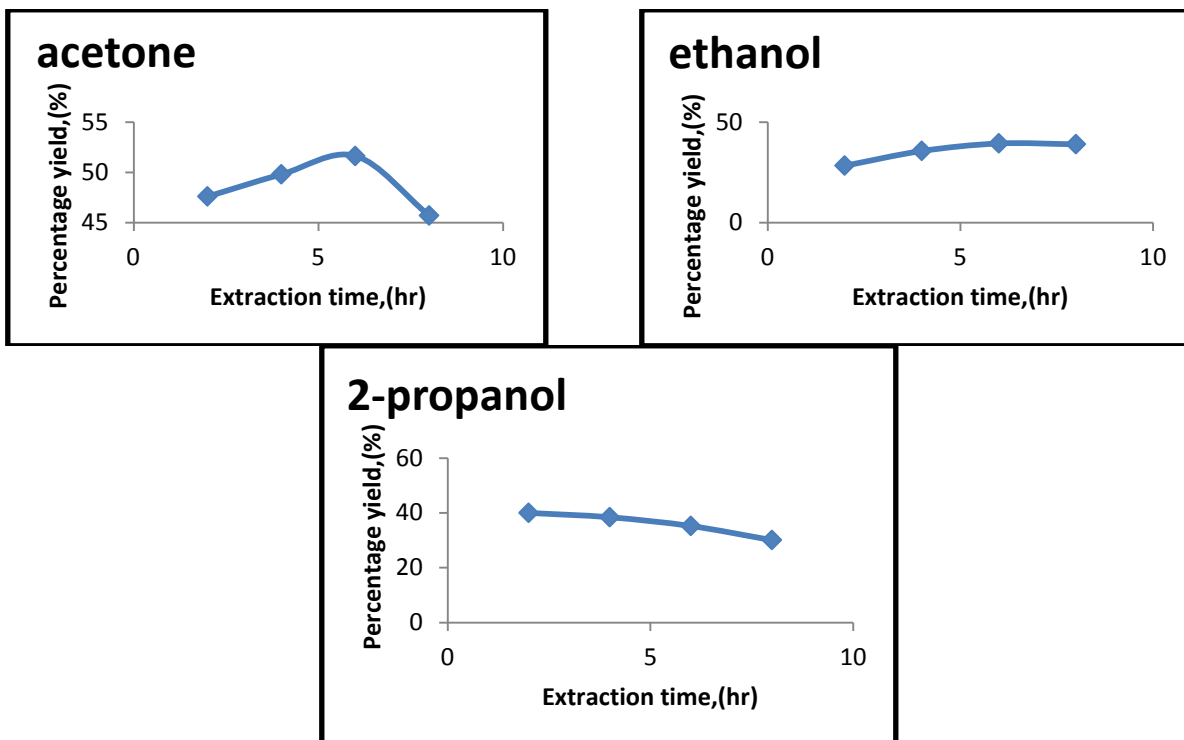 acetone
Percentage yield,(%)
55
50
45
0
5
10
Extraction time,(hr)
ethanol
Percentage yield,(%)
50
0
0
5
10
Extraction time,(hr)
2-propanol
Percentage yield,(%)
60
40
20
0
0
5
10
Extraction time,(hr)